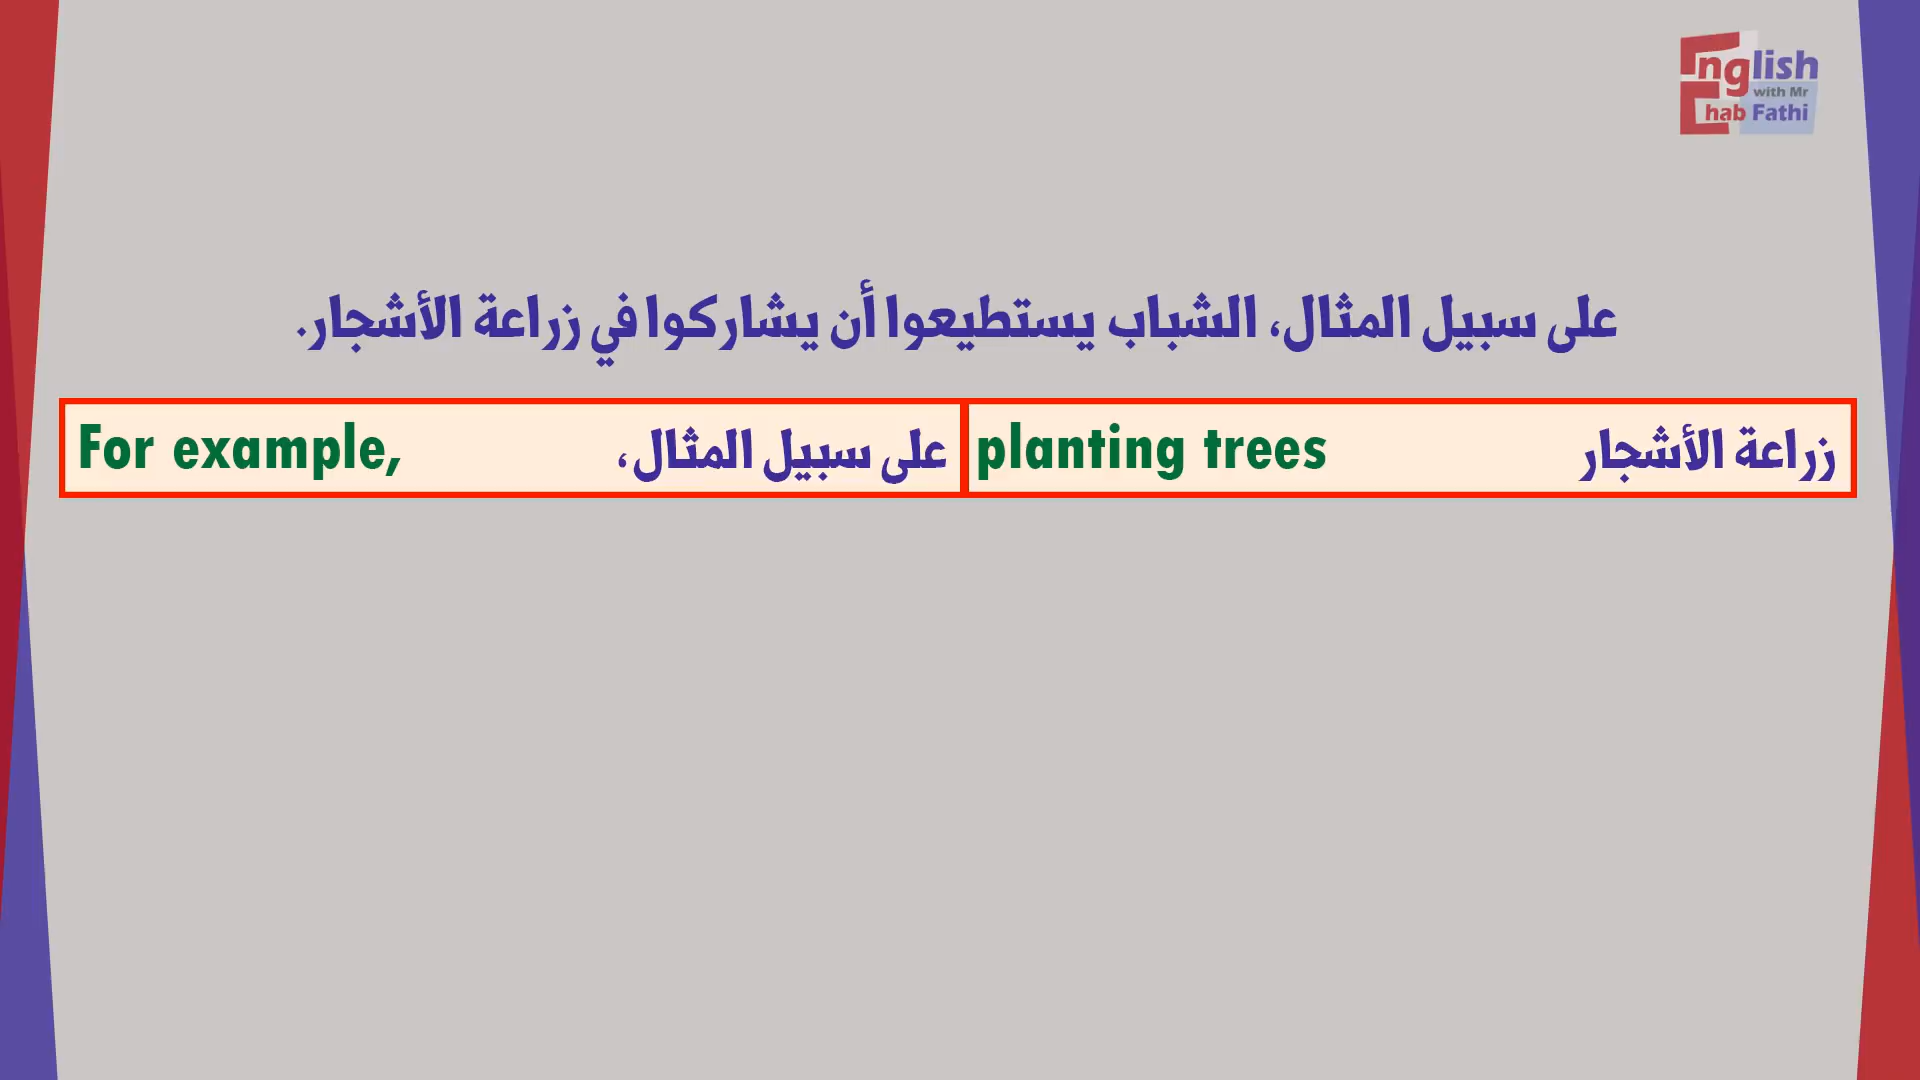 English
with Mr
Ehab Fathi
على سبيل المثال، الشباب يستطيعوا أن يشاركوا في زراعة الأشجار.
For example, على سبيل المثال،
planting trees زراعة الأشجار